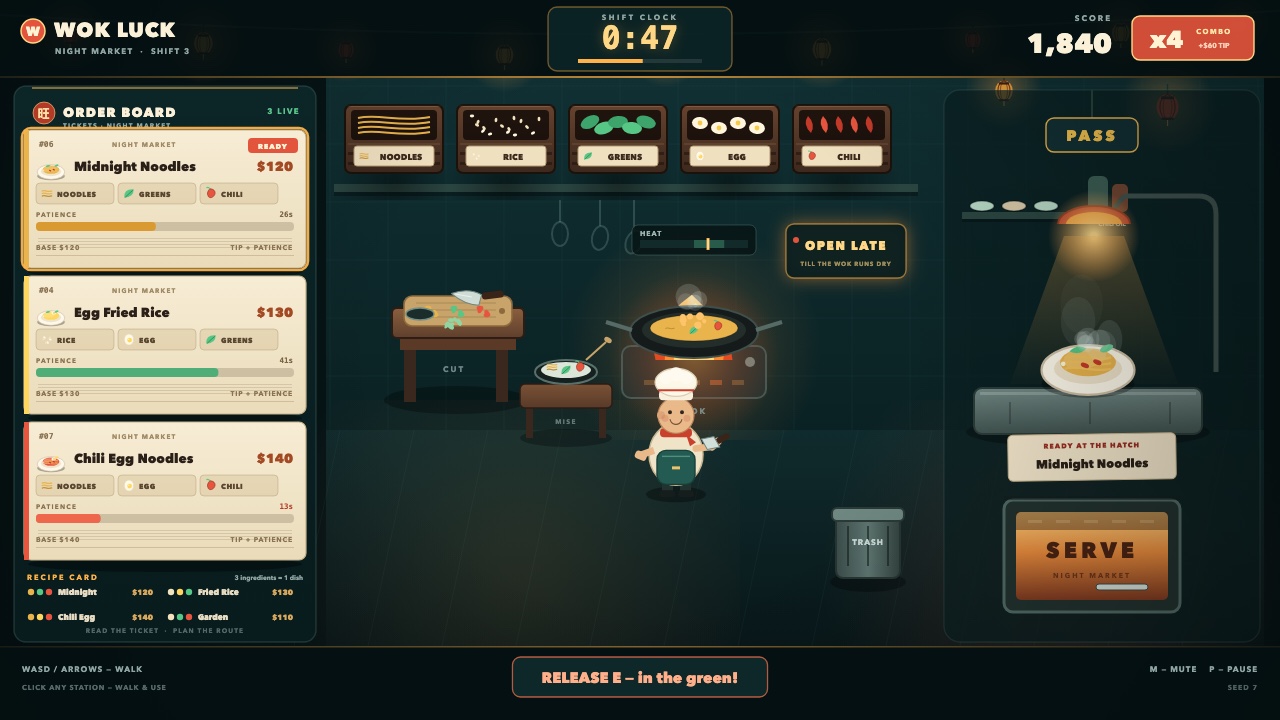 W WOK LUCK
NIGHT MARKET · SHIFT 3
SHIFT CLOCK
0:47
SCORE
1,840
x4 COMBO
+$60 TIP
旺 ORDER BOARD
3 LIVE
TICKETS · NIGHT MARKET
#06 NIGHT MARKET READY
Midnight Noodles $120
NOODLES GREENS CHILI
PATIENCE 26s
BASE $120 TIP + PATIENCE
#04 NIGHT MARKET
Egg Fried Rice $130
RICE EGG GREENS
PATIENCE 41s
BASE $130 TIP + PATIENCE
#07 NIGHT MARKET
Chili Egg Noodles $140
NOODLES EGG CHILI
PATIENCE 13s
BASE $140 TIP + PATIENCE
RECIPE CARD 3 ingredients = 1 dish
Midnight $120 Fried Rice $130
Chili Egg $140 Garden $110
READ THE TICKET · PLAN THE ROUTE
NOODLES RICE GREENS EGG CHILI
HEAT
OPEN LATE
TILL THE WOK RUNS DRY
CUT
MISE
TRASH
PASS
READY AT THE HATCH
Midnight Noodles
SERVE
NIGHT MARKET
WASD / ARROWS — WALK
CLICK ANY STATION — WALK & USE
RELEASE E — in the green!
M — MUTE P — PAUSE
SEED 7